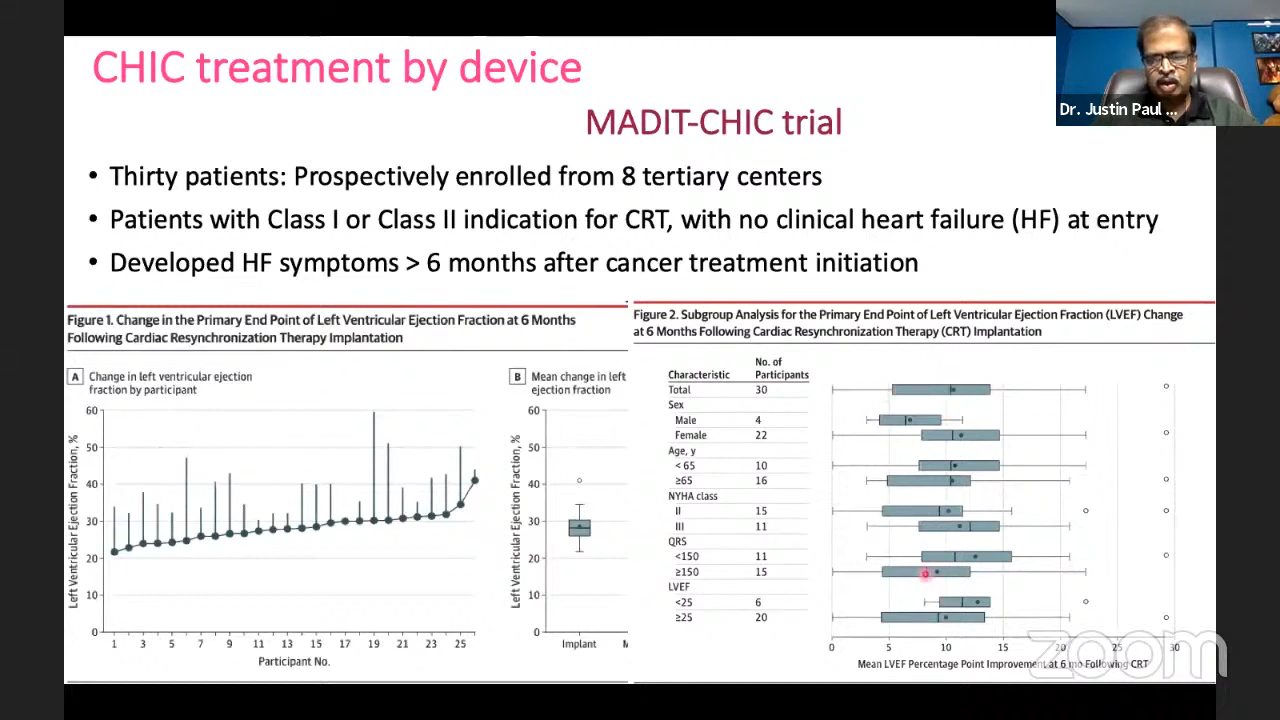 CHIC treatment by device
Dr. Justin Paul ...
MADIT-CHIC trial
• Thirty patients: Prospectively enrolled from 8 tertiary centers
• Patients with Class I or Class II indication for CRT, with no clinical heart failure (HF) at entry
• Developed HF symptoms > 6 months after cancer treatment initiation
Figure 1. Change in the Primary End Point of Left Ventricular Ejection Fraction at 6 Months
Following Cardiac Resynchronization Therapy Implantation
A Change in left ventricular ejection
fraction by participant
60
50
40
30
20
10
0
Left Ventricular Ejection Fraction, %
1 3 5 7 9 11 13 15 17 19 21 23 25
Participant No.
B Mean change in left
ejection fraction
60
50
40
30
20
10
0
Left Ventricular Ejection Fraction, %
Implant
Figure 2. Subgroup Analysis for the Primary End Point of Left Ventricular Ejection Fraction (LVEF) Change
at 6 Months Following Cardiac Resynchronization Therapy (CRT) Implantation
No. of
Characteristic Participants
Total 30
Sex
Male 4
Female 22
Age, y
< 65 10
≥65 16
NYHA class
II 15
III 11
QRS
<150 11
≥150 15
LVEF
<25 6
≥25 20
0 5 10 15 20 25 30
Mean LVEF Percentage Point Improvement at 6 mo Following CRT
zoom